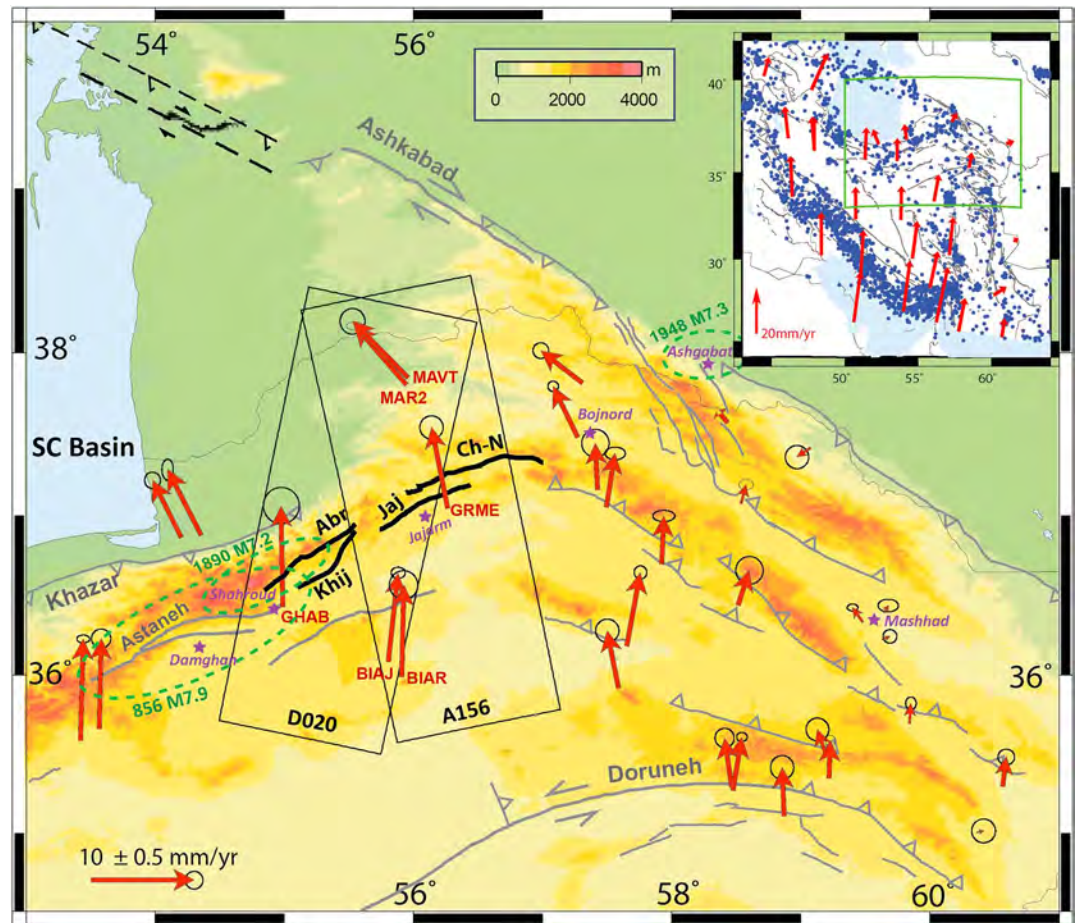 54°
56°
m
0
2000
4000
40°
35°
30°
20mm/yr
50°
55°
60°
Ashkabad
38°
1948 M7.3
Ashgabat
MAVT
MAR2
Bojnord
SC Basin
Ch-N
Jaj
GRME
Abr
Jajarm
1890 M7.2
Khij
Khazar
Shahroud
GHAB
Astaneh
Mashhad
Damghan
36°
BIAJ
BIAR
36°
856 M7.9
D020
A156
Doruneh
10 ± 0.5 mm/yr
56°
58°
60°